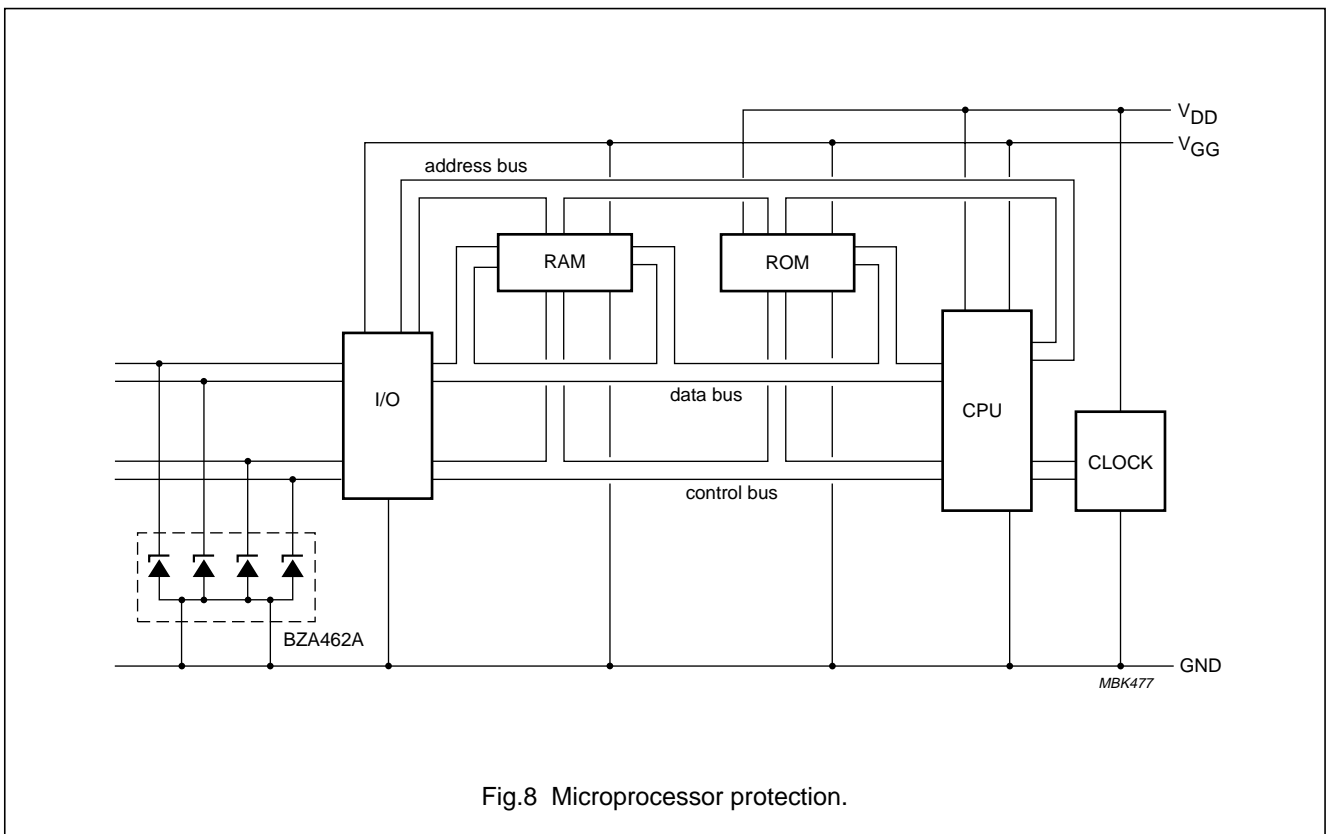 VDD
VGG
address bus
RAM
ROM
I/O
data bus
CPU
CLOCK
control bus
BZA462A
GND
MBK477
Fig.8 Microprocessor protection.